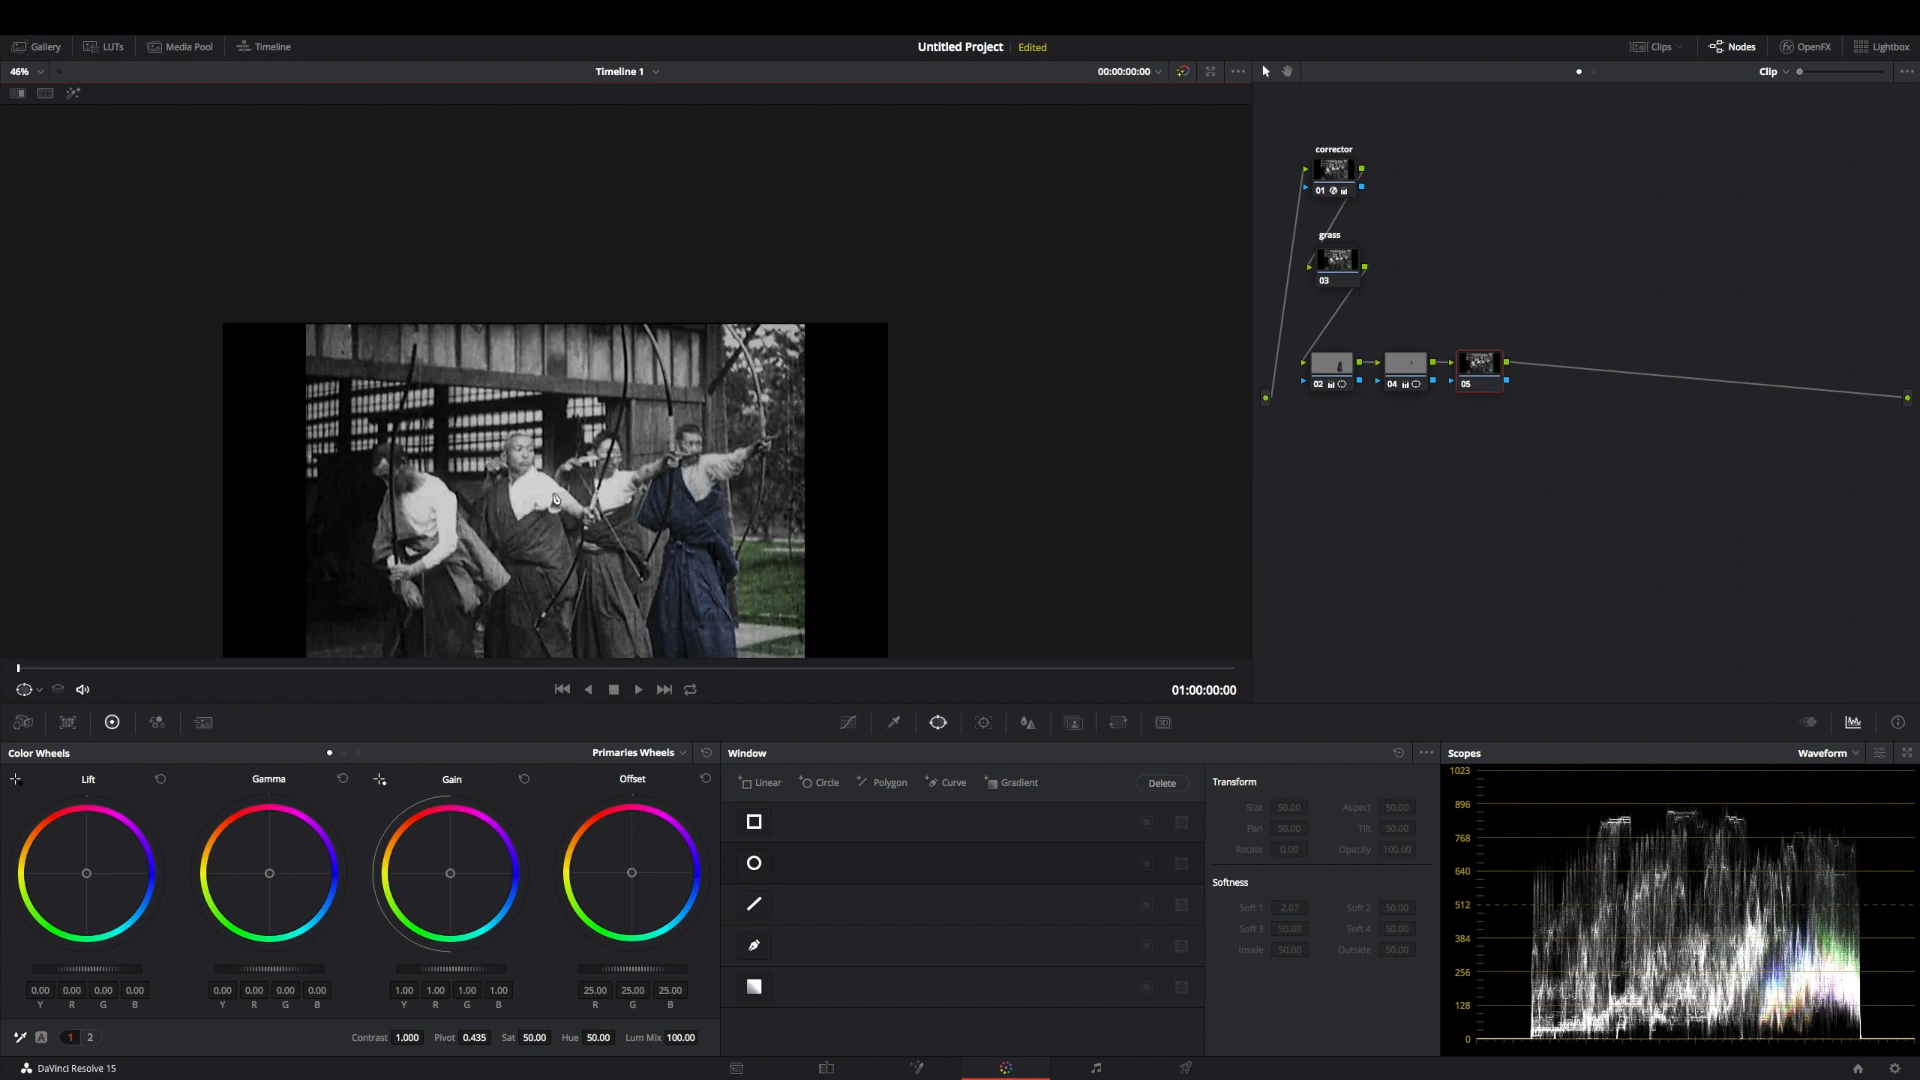 Gallery LUTs Media Pool Timeline Untitled Project Edited Clips Nodes OpenFX Lightbox
46% Timeline 1 00:00:00:00 Clip
corrector
01
grass
03
02 04 05
01:00:00:00
Color Wheels Primaries Wheels Window Scopes Waveform
Lift Gamma Gain Offset
Linear Circle Polygon Curve Gradient Delete
Transform
Size 50.00 Aspect 50.00
Pan 50.00 Tilt 50.00
Rotate 0.00 Opacity 100.00
Softness
Soft 1 2.07 Soft 2 50.00
Soft 3 50.00 Soft 4 50.00
Inside 50.00 Outside 50.00
1023
896
768
640
512
384
256
128
0
0.00 0.00 0.00 0.00 0.00 0.00 0.00 0.00 1.00 1.00 1.00 1.00 25.00 25.00 25.00
Y R G B Y R G B Y R G B R G B
A 1 2 Contrast 1.000 Pivot 0.435 Sat 50.00 Hue 50.00 Lum Mix 100.00
DaVinci Resolve 15